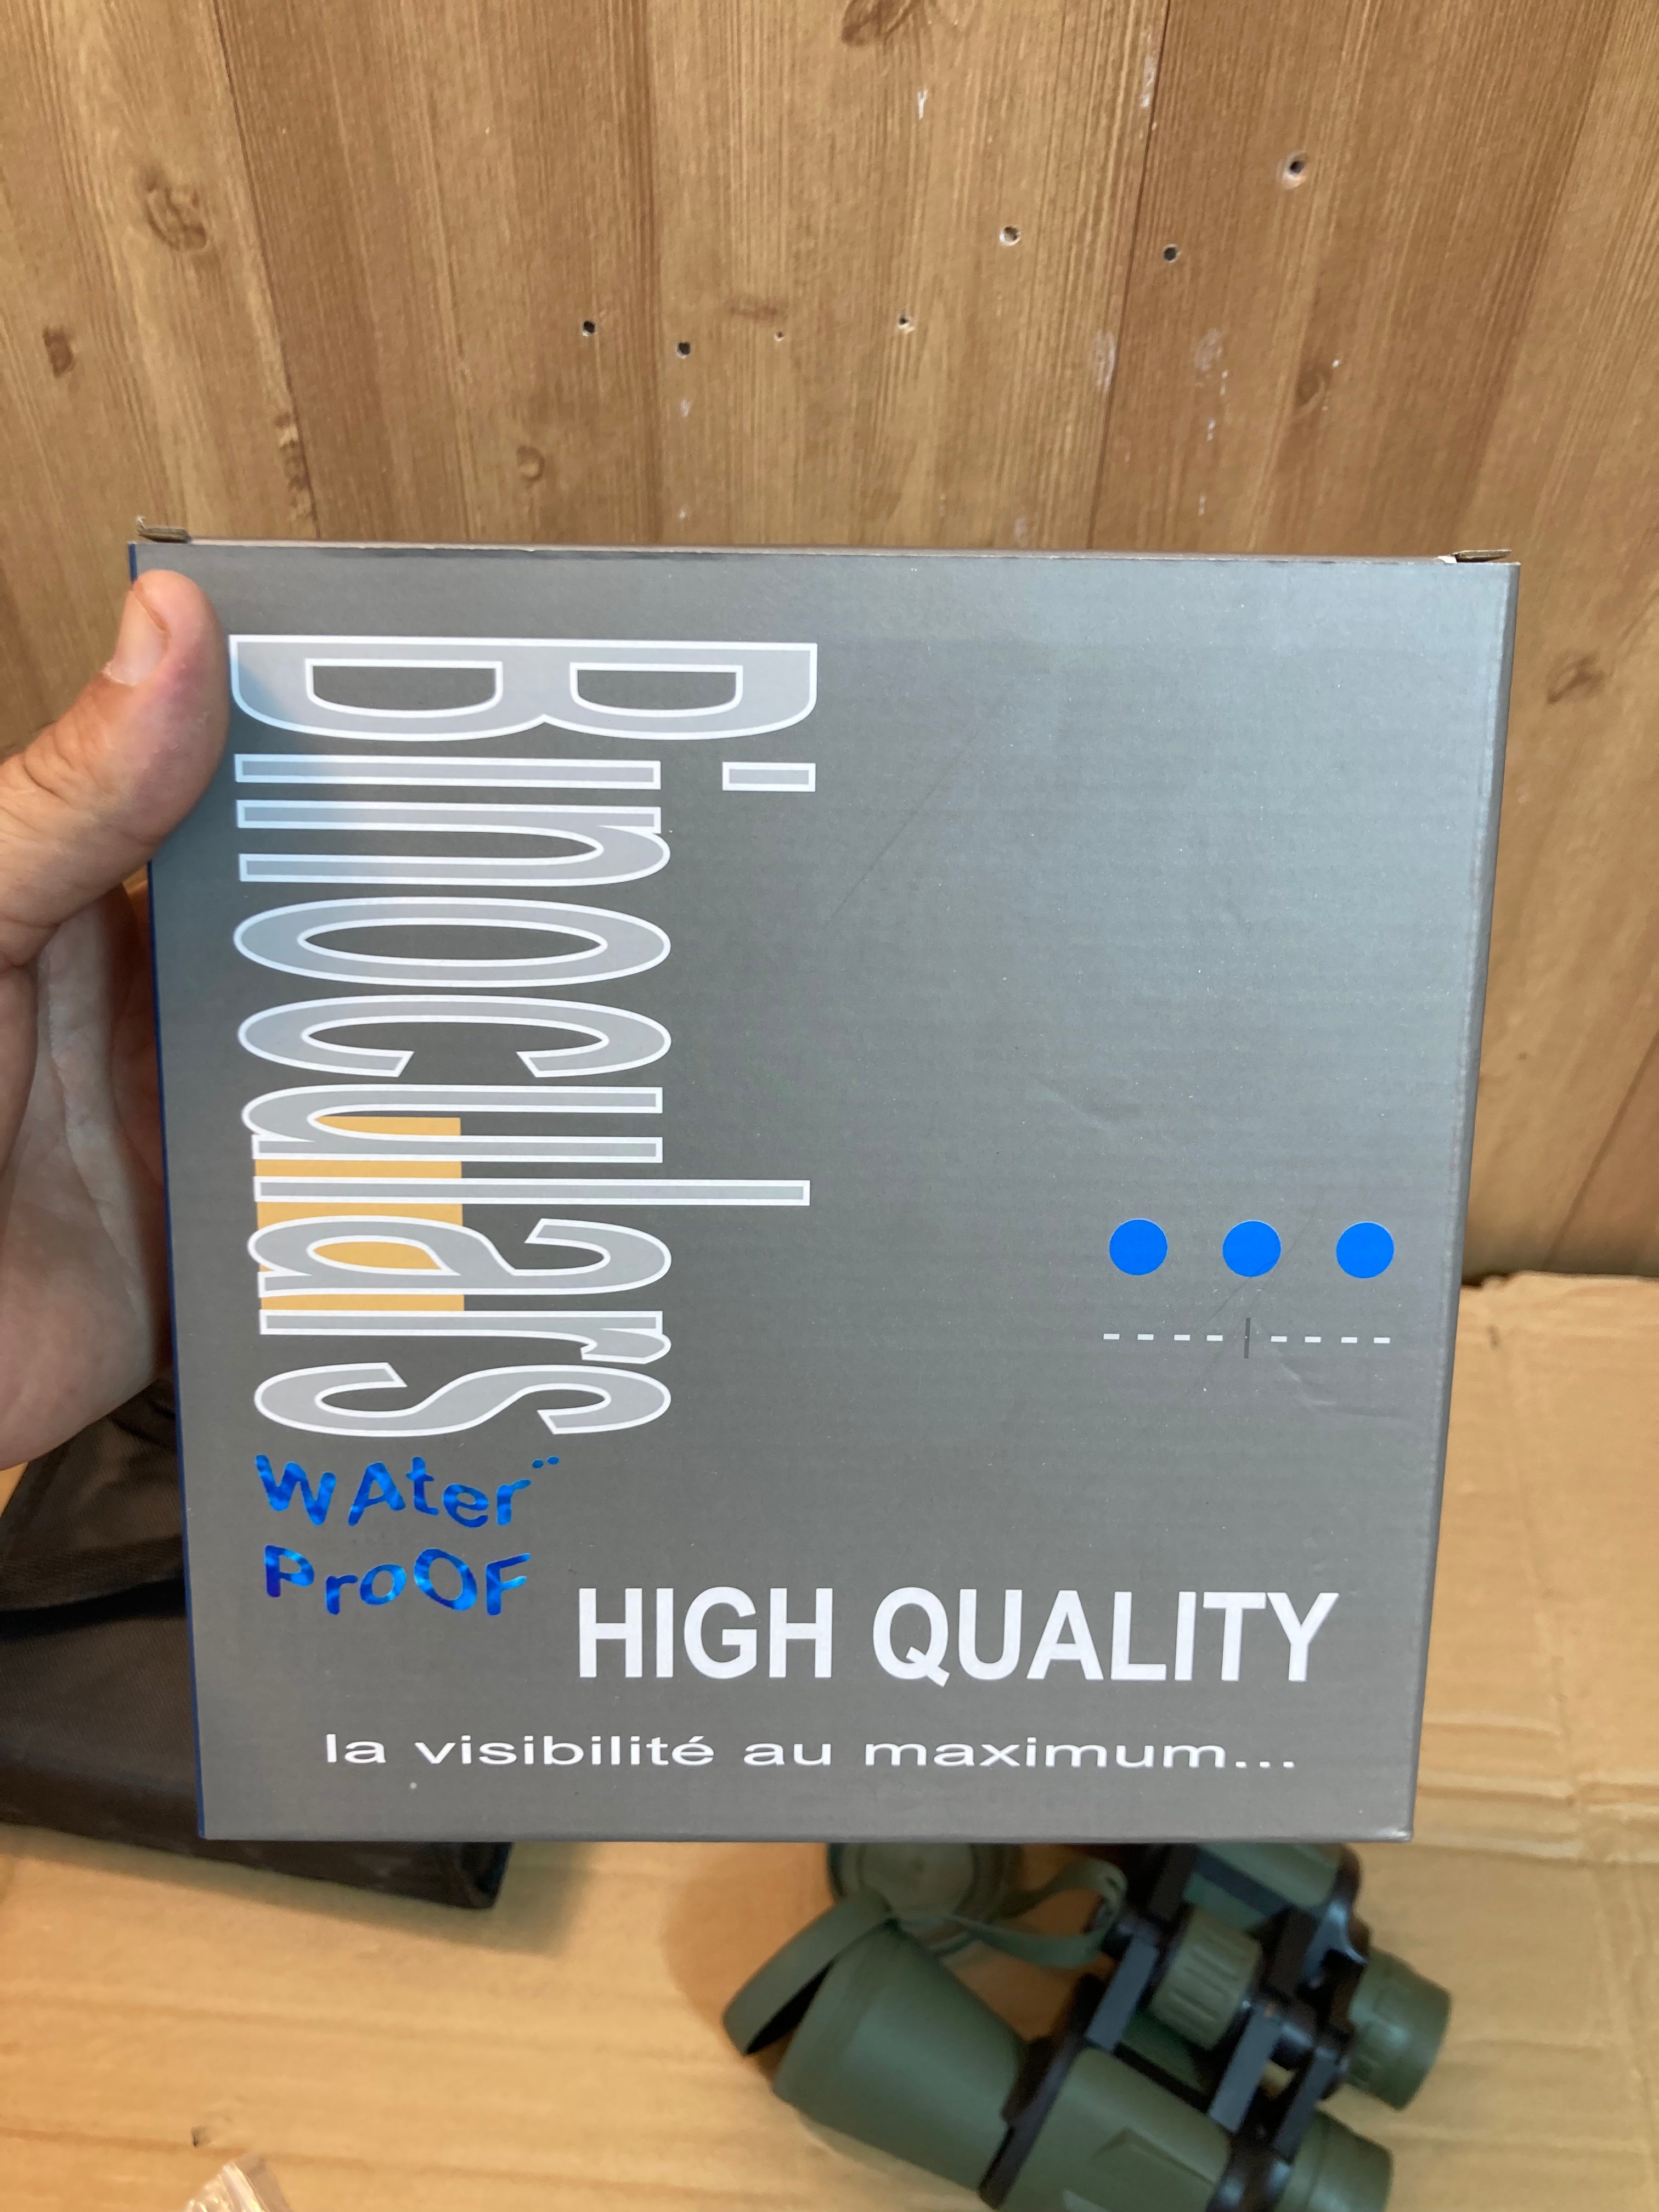 Binoculars
WAter
ProOF
HIGH QUALITY
la visibilité au maximum...